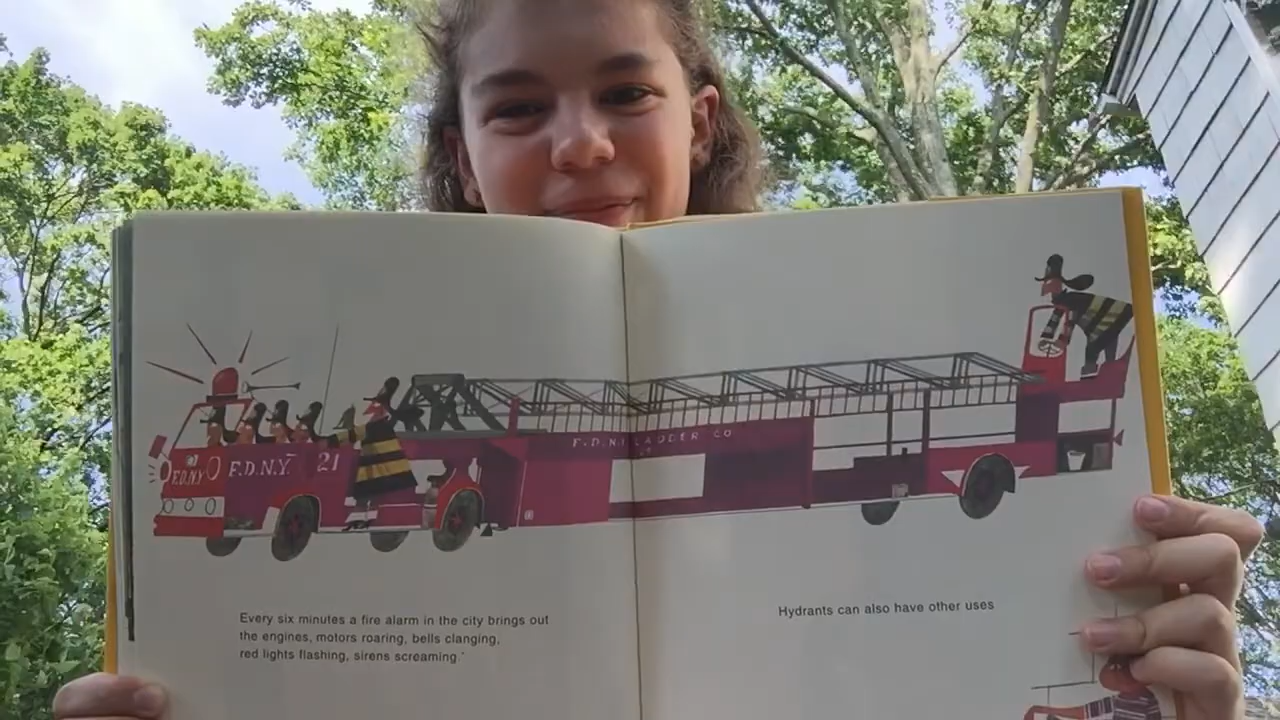 F.D.N.Y.
F.D.N.Y.
21
F.D.N.Y. LADDER CO
Every six minutes a fire alarm in the city brings out
the engines, motors roaring, bells clanging,
red lights flashing, sirens screaming.
Hydrants can also have other uses